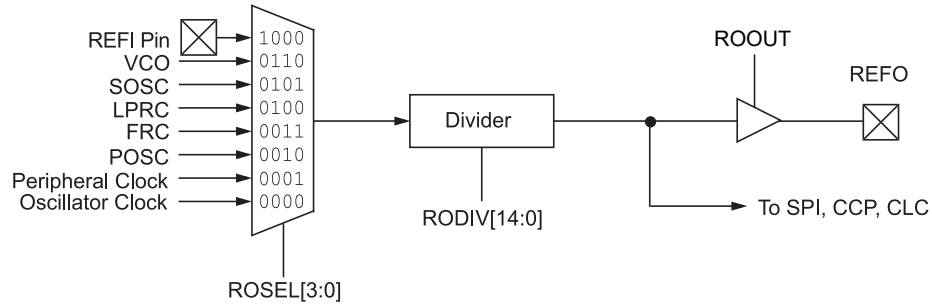 REFI Pin 1000
VCO 0110
SOSC 0101
LPRC 0100
FRC 0011
POSC 0010
Peripheral Clock 0001
Oscillator Clock 0000
ROSEL[3:0]
Divider
RODIV[14:0]
ROOUT
REFO
To SPI, CCP, CLC